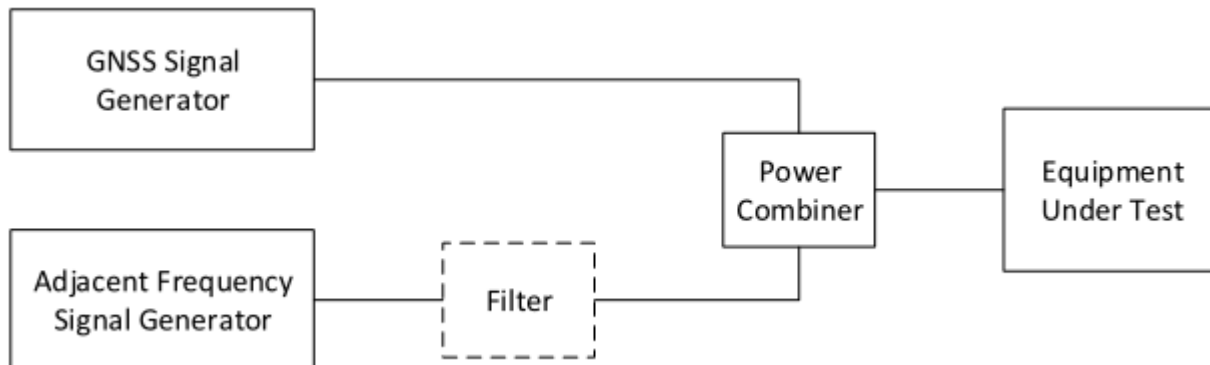 GNSS Signal
Generator
Power
Combiner
Equipment
Under Test
Adjacent Frequency
Signal Generator
Filter